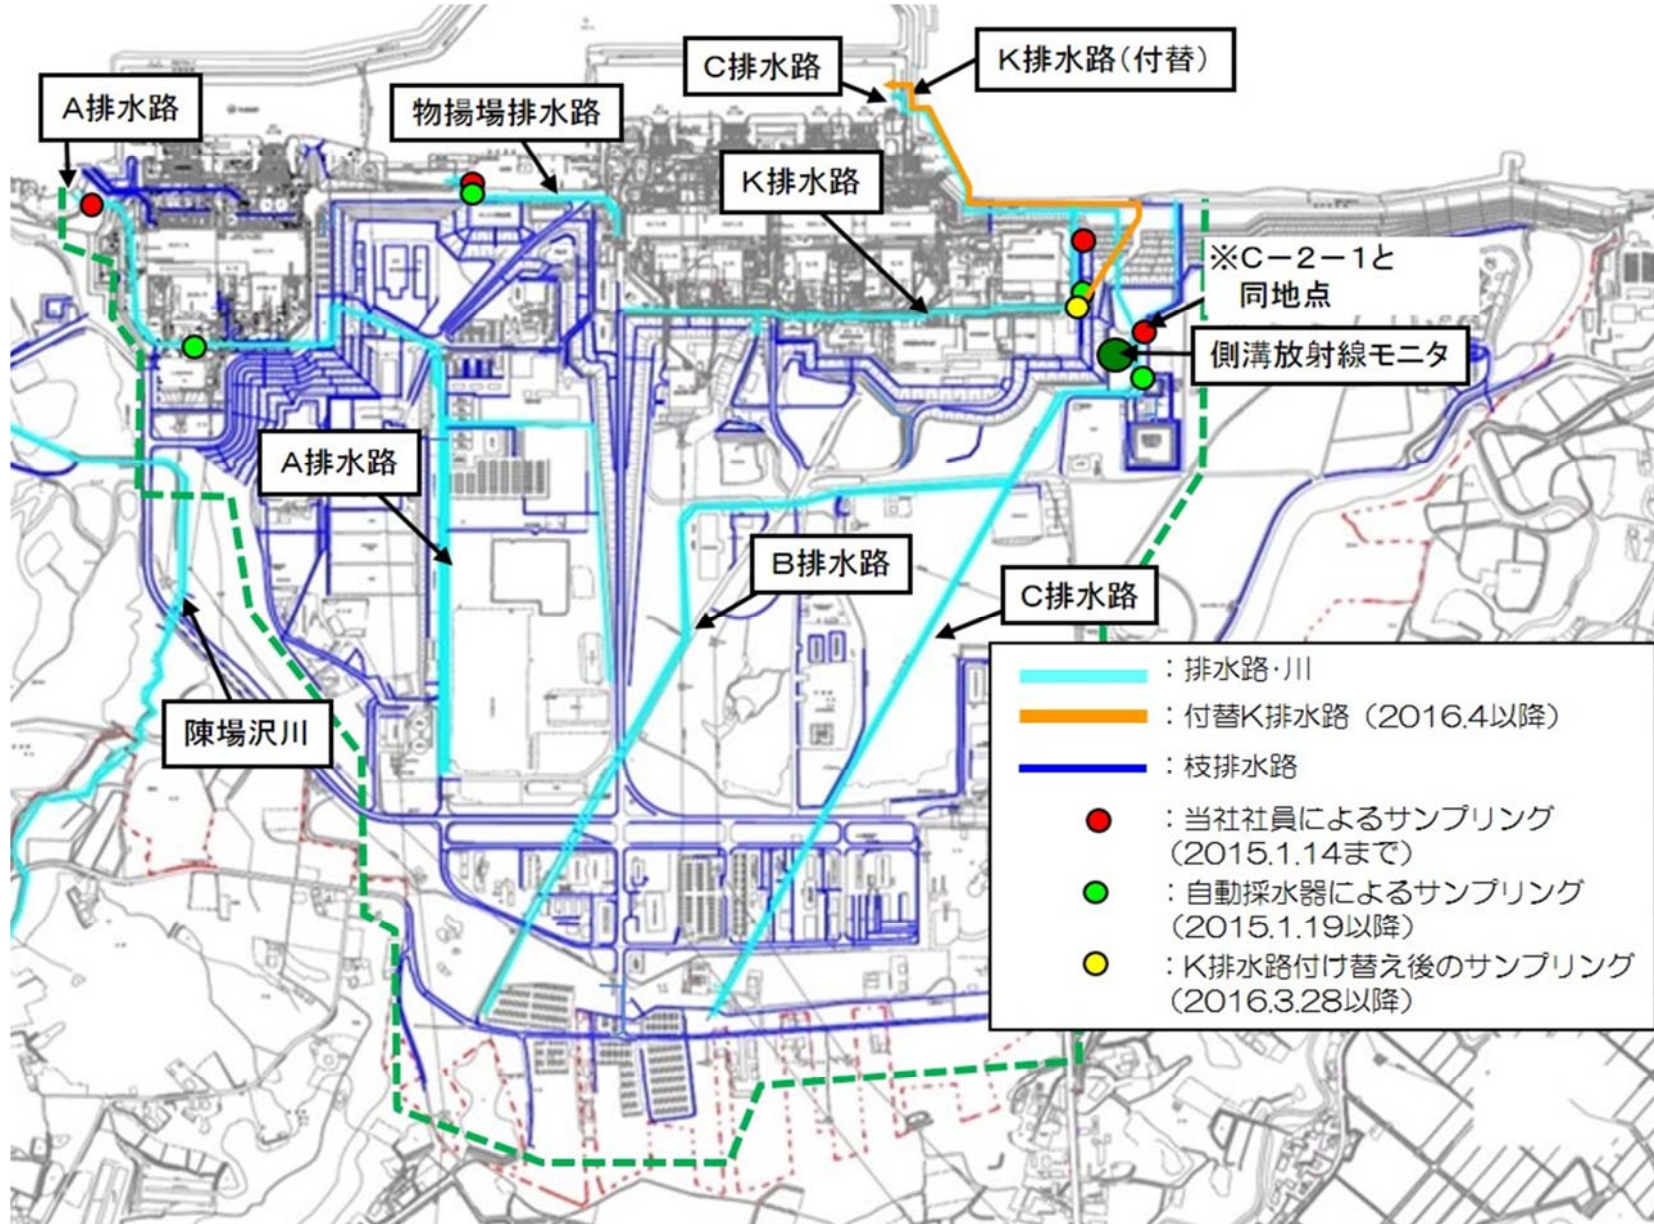 C排水路
K排水路(付替)
A排水路
物揚場排水路
K排水路
※C－2－1と
同地点
側溝放射線モニタ
A排水路
B排水路
C排水路
陳場沢川
：排水路・川
：付替K排水路（2016.4以降）
：枝排水路
：当社社員によるサンプリング
（2015.1.14まで）
：自動採水器によるサンプリング
（2015.1.19以降）
：K排水路付け替え後のサンプリング
（2016.3.28以降）